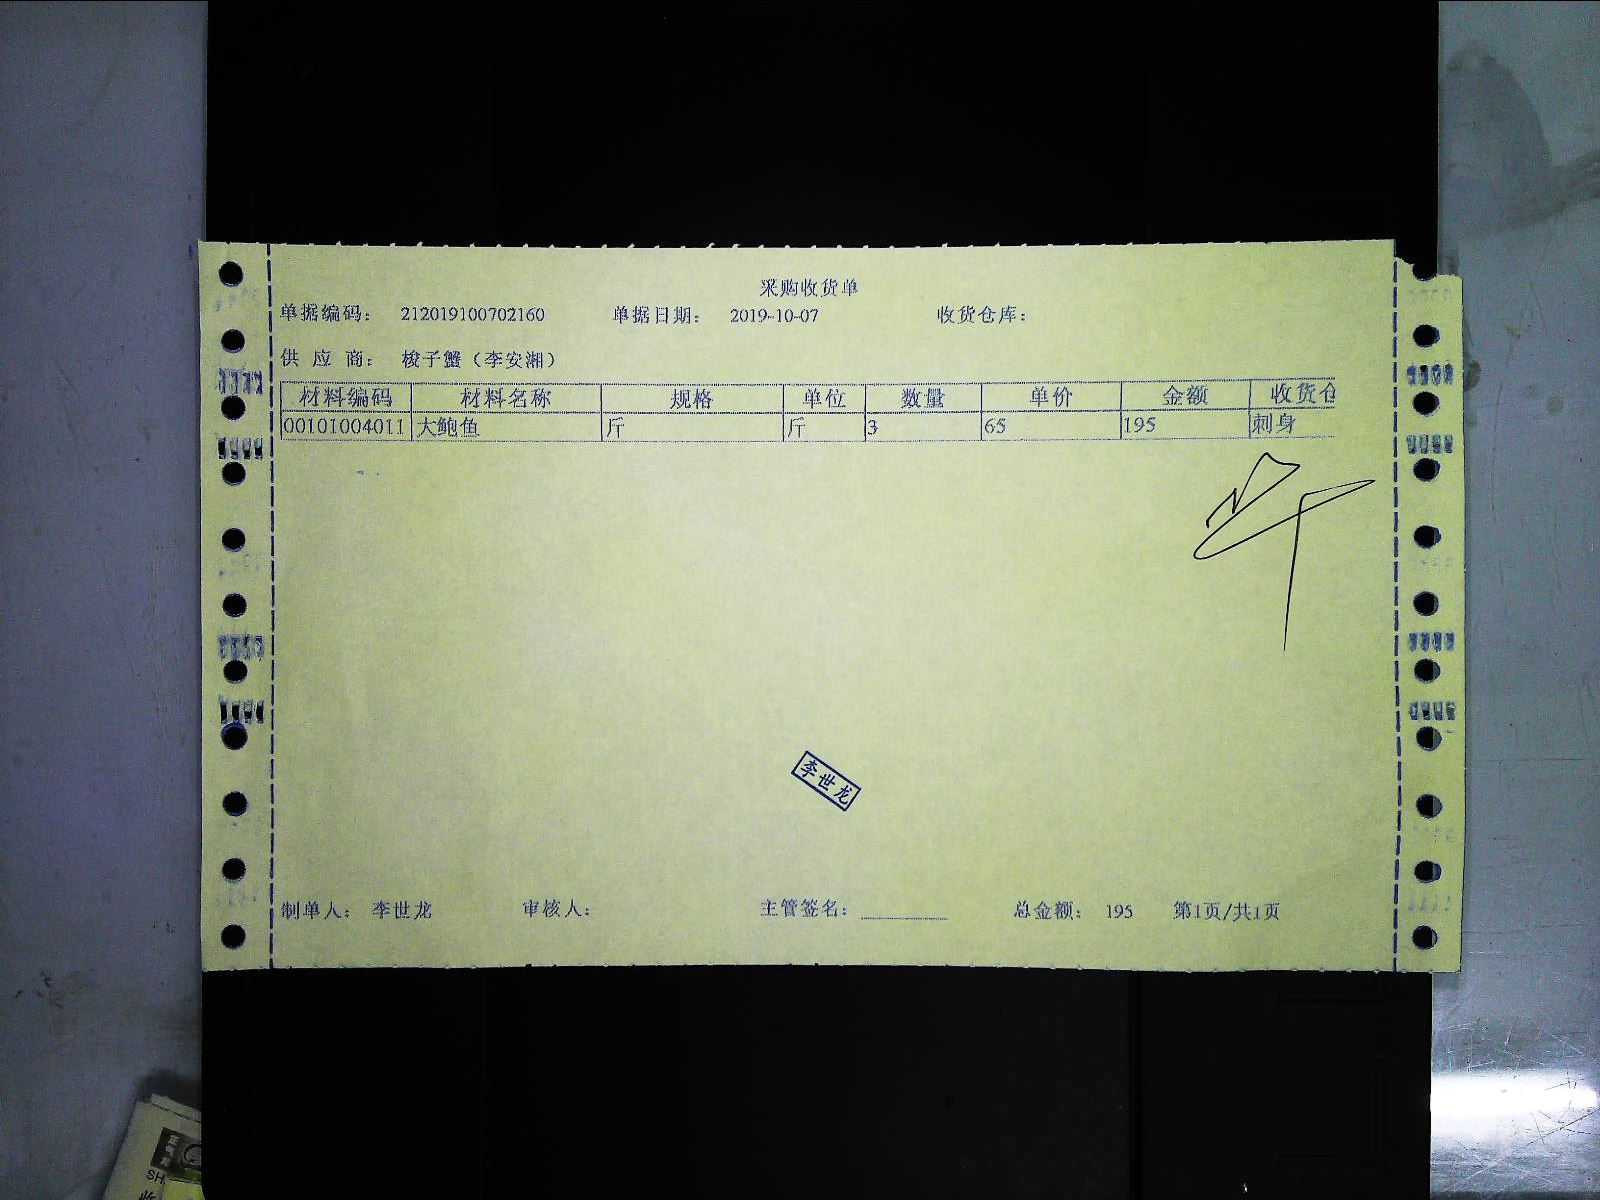 采购收货单
单据编码： 212019100702160 单据日期： 2019-10-07 收货仓库：
供应商： 梭子蟹（李安湘）
材料编码 材料名称 规格 单位 数量 单价 金额 收货仓
00101004011 大鲍鱼 斤 斤 3 65 195 刺身
李世龙
制单人： 李世龙 审核人： 主管签名： 总金额： 195 第1页/共1页
SH